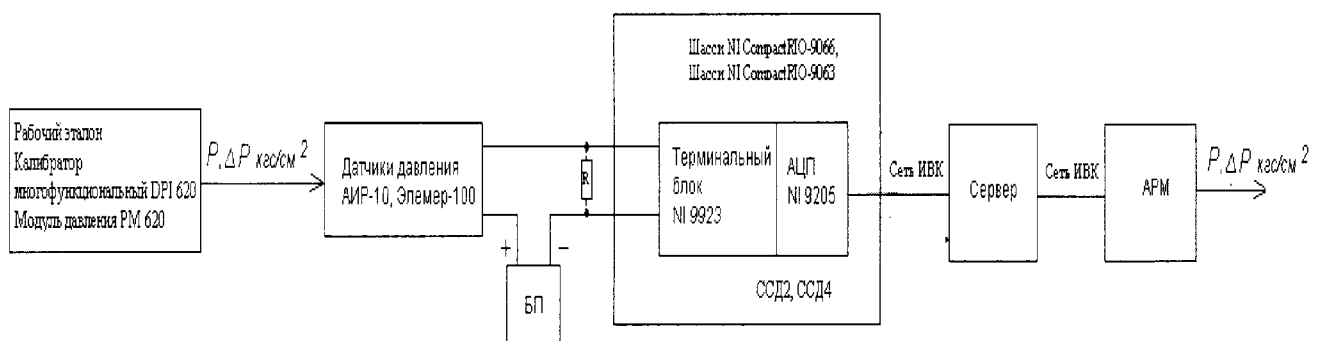 Шасси NI CompactRIO-9066,
Шасси NI CompactRIO-9063
Рабочий эталон
Калибратор
многофункциональный DPI 620
Модуль давления PM 620
P, ΔP кгс/см²
Датчики давления
АИР-10, Элемер-100
R
+
−
БП
Терминальный
блок
NI 9923
АЦП
NI 9205
ССД2, ССД4
Сеть ИВК
Сервер
Сеть ИВК
АРМ
P, ΔP кгс/см²